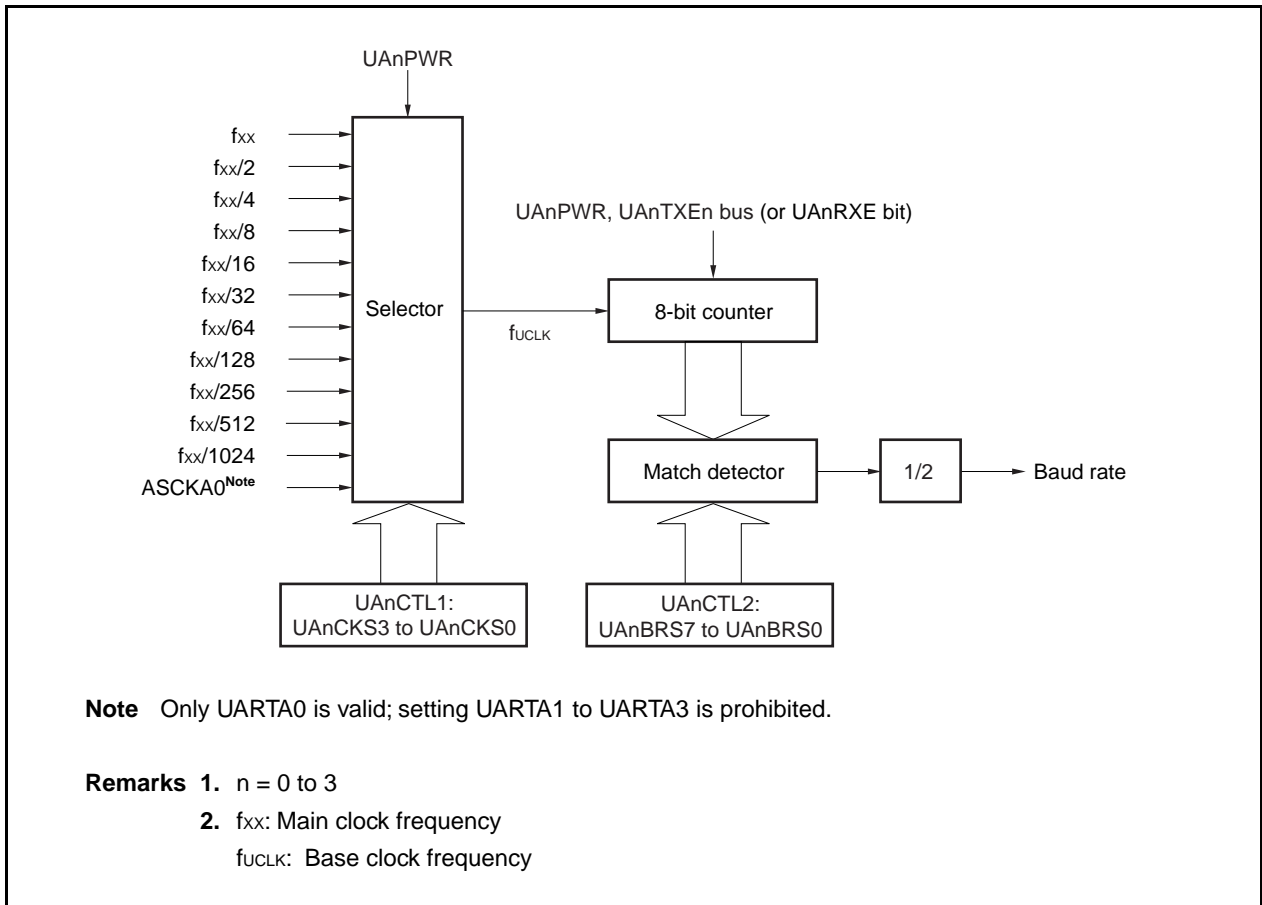 UAnPWR
fXX
fXX/2
fXX/4
fXX/8
fXX/16
fXX/32
fXX/64
fXX/128
fXX/256
fXX/512
fXX/1024
ASCKA0Note
Selector
fUCLK
UAnPWR, UAnTXEn bus (or UAnRXE bit)
8-bit counter
Match detector
1/2
Baud rate
UAnCTL1:
UAnCKS3 to UAnCKS0
UAnCTL2:
UAnBRS7 to UAnBRS0
Note Only UARTA0 is valid; setting UARTA1 to UARTA3 is prohibited.
Remarks 1. n = 0 to 3
2. fXX: Main clock frequency
fUCLK: Base clock frequency